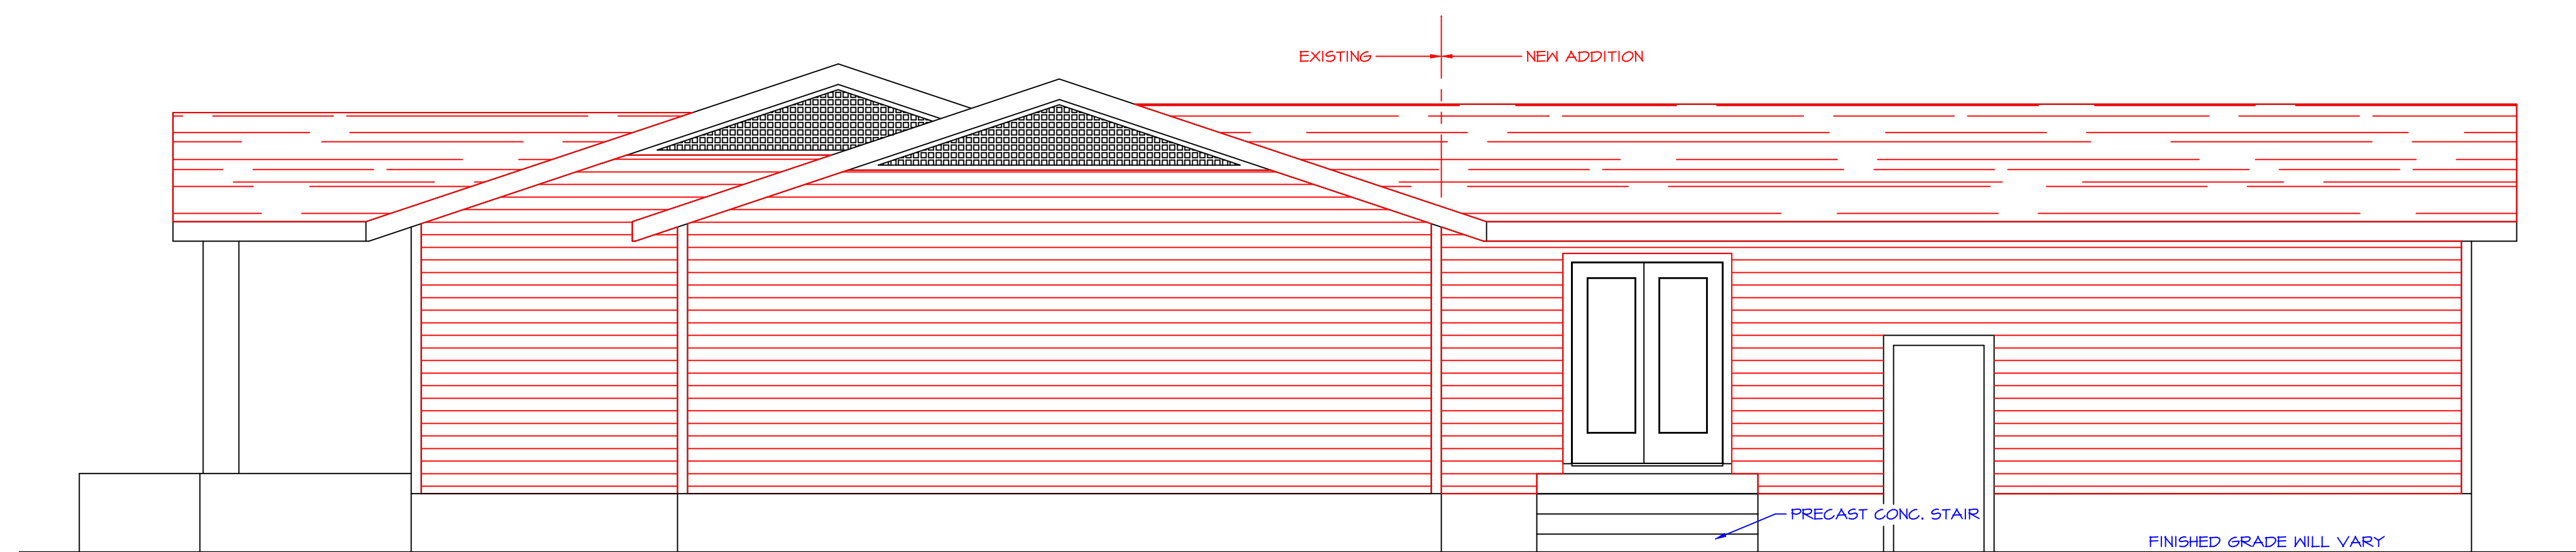 EXISTING
NEW ADDITION
PRECAST CONC. STAIR
FINISHED GRADE WILL VARY